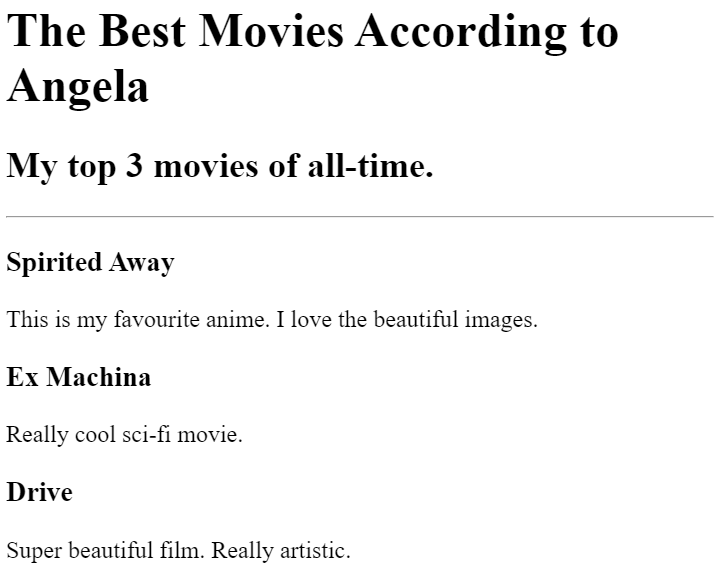 The Best Movies According to
Angela
My top 3 movies of all-time.
Spirited Away
This is my favourite anime. I love the beautiful images.
Ex Machina
Really cool sci-fi movie.
Drive
Super beautiful film. Really artistic.